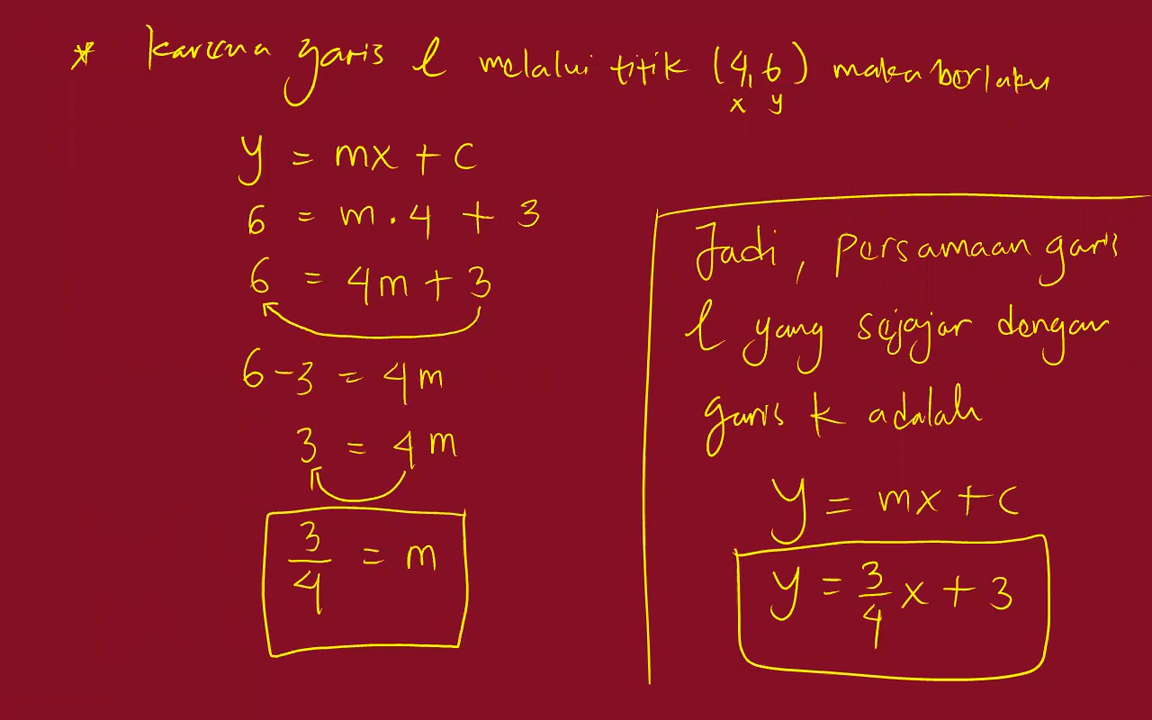 * karena garis l melalui titik (4,6) maka berlaku
x y
y = mx + c
6 = m . 4 + 3
6 = 4m + 3
6 - 3 = 4m
3 = 4m
3/4 = m
Jadi, persamaan garis
l yang sejajar dengan
garis k adalah
y = mx + c
y = 3/4 x + 3